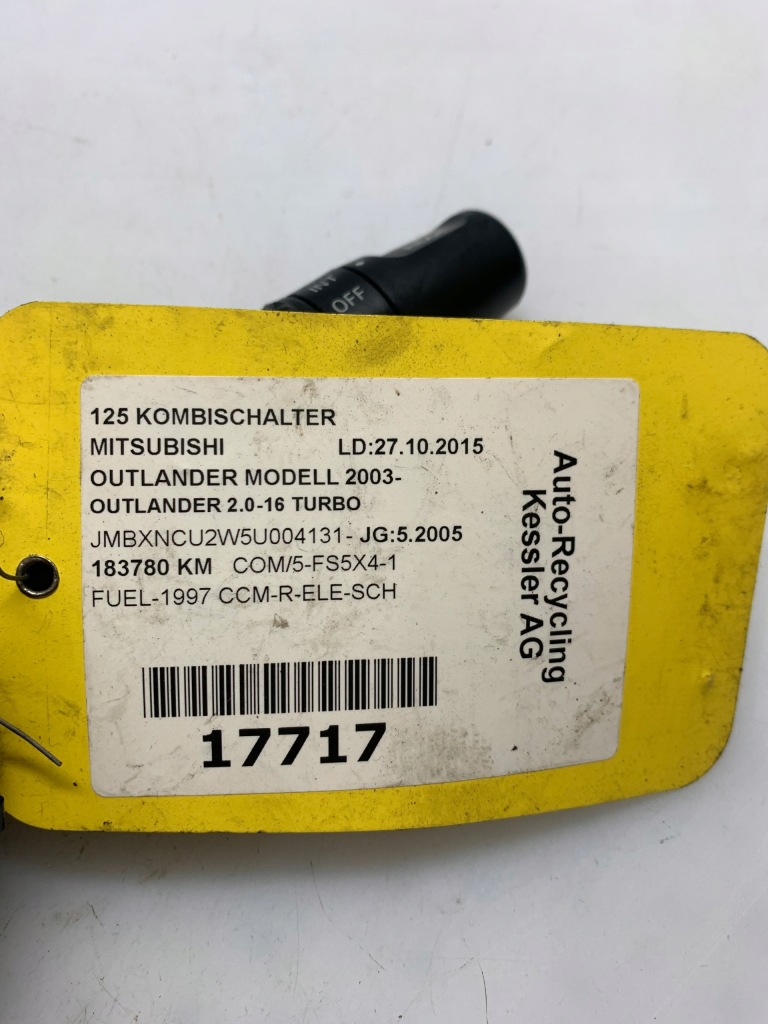 INT
OFF
125 KOMBISCHALTER
MITSUBISHI LD:27.10.2015
OUTLANDER MODELL 2003-
OUTLANDER 2.0-16 TURBO
JMBXNCU2W5U004131- JG:5.2005
183780 KM COM/5-FS5X4-1
FUEL-1997 CCM-R-ELE-SCH
17717
Auto-Recycling
Kessler AG